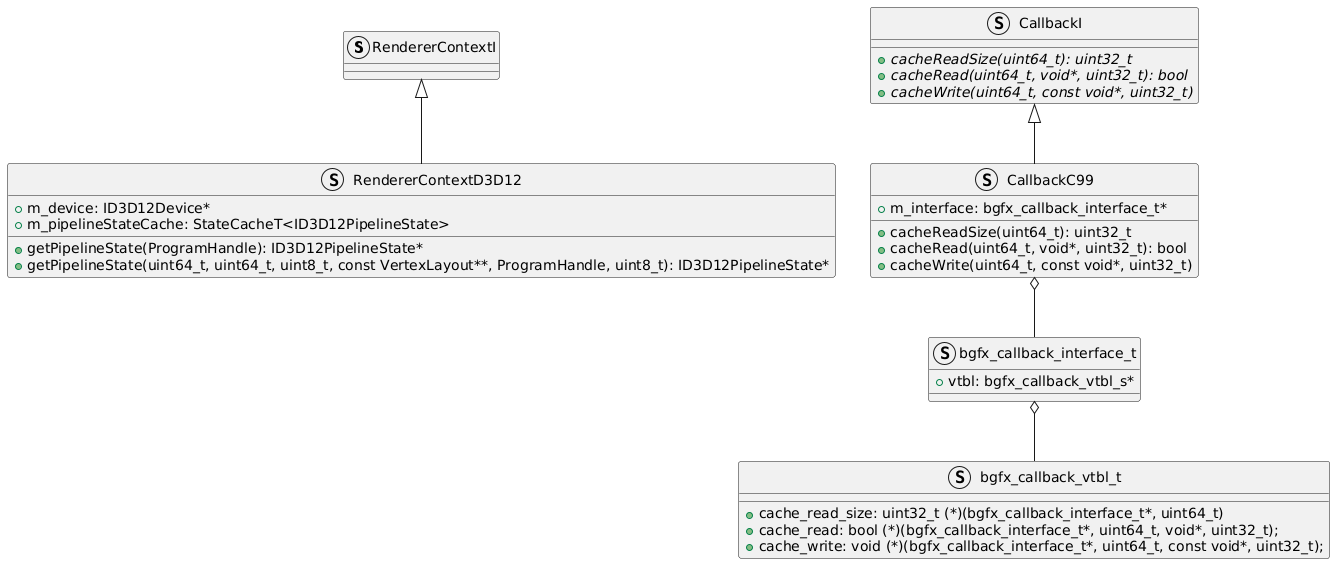 S RendererContextI
S CallbackI
cacheReadSize(uint64_t): uint32_t
cacheRead(uint64_t, void*, uint32_t): bool
cacheWrite(uint64_t, const void*, uint32_t)
S RendererContextD3D12
m_device: ID3D12Device*
m_pipelineStateCache: StateCacheT<ID3D12PipelineState>
getPipelineState(ProgramHandle): ID3D12PipelineState*
getPipelineState(uint64_t, uint64_t, uint8_t, const VertexLayout**, ProgramHandle, uint8_t): ID3D12PipelineState*
S CallbackC99
m_interface: bgfx_callback_interface_t*
cacheReadSize(uint64_t): uint32_t
cacheRead(uint64_t, void*, uint32_t): bool
cacheWrite(uint64_t, const void*, uint32_t)
S bgfx_callback_interface_t
vtbl: bgfx_callback_vtbl_s*
S bgfx_callback_vtbl_t
cache_read_size: uint32_t (*)(bgfx_callback_interface_t*, uint64_t)
cache_read: bool (*)(bgfx_callback_interface_t*, uint64_t, void*, uint32_t);
cache_write: void (*)(bgfx_callback_interface_t*, uint64_t, const void*, uint32_t);